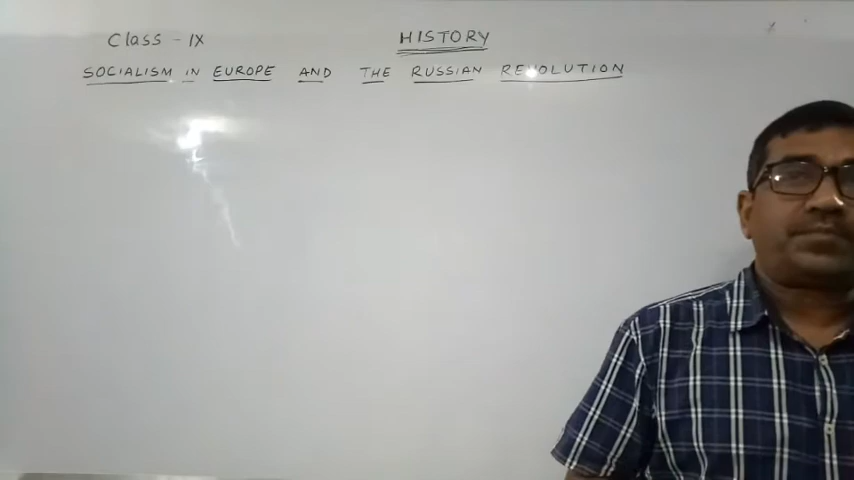 Class - IX HISTORY
SOCIALISM IN EUROPE AND THE RUSSIAN REVOLUTION